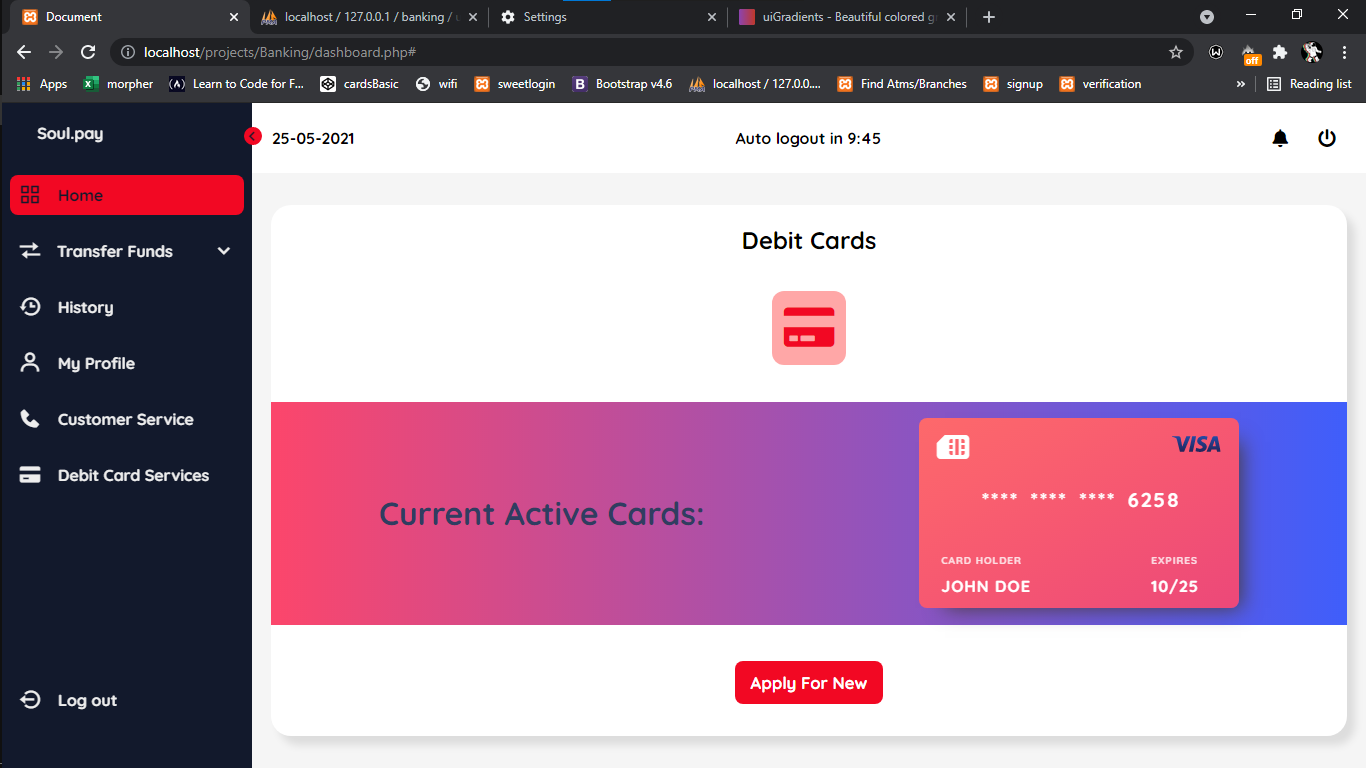 Document
localhost / 127.0.0.1 / banking /
Settings
uiGradients - Beautiful colored
localhost/projects/Banking/dashboard.php#
off
Apps
morpher
Learn to Code for F...
cardsBasic
wifi
sweetlogin
B
Bootstrap v4.6
localhost / 127.0.0....
Find Atms/Branches
signup
verification
»
Reading list
Soul.pay
25-05-2021
Auto logout in 9:45
Home
Transfer Funds
History
My Profile
Customer Service
Debit Card Services
Log out
Debit Cards
Current Active Cards:
VISA
**** **** **** 6258
CARD HOLDER
EXPIRES
JOHN DOE
10/25
Apply For New